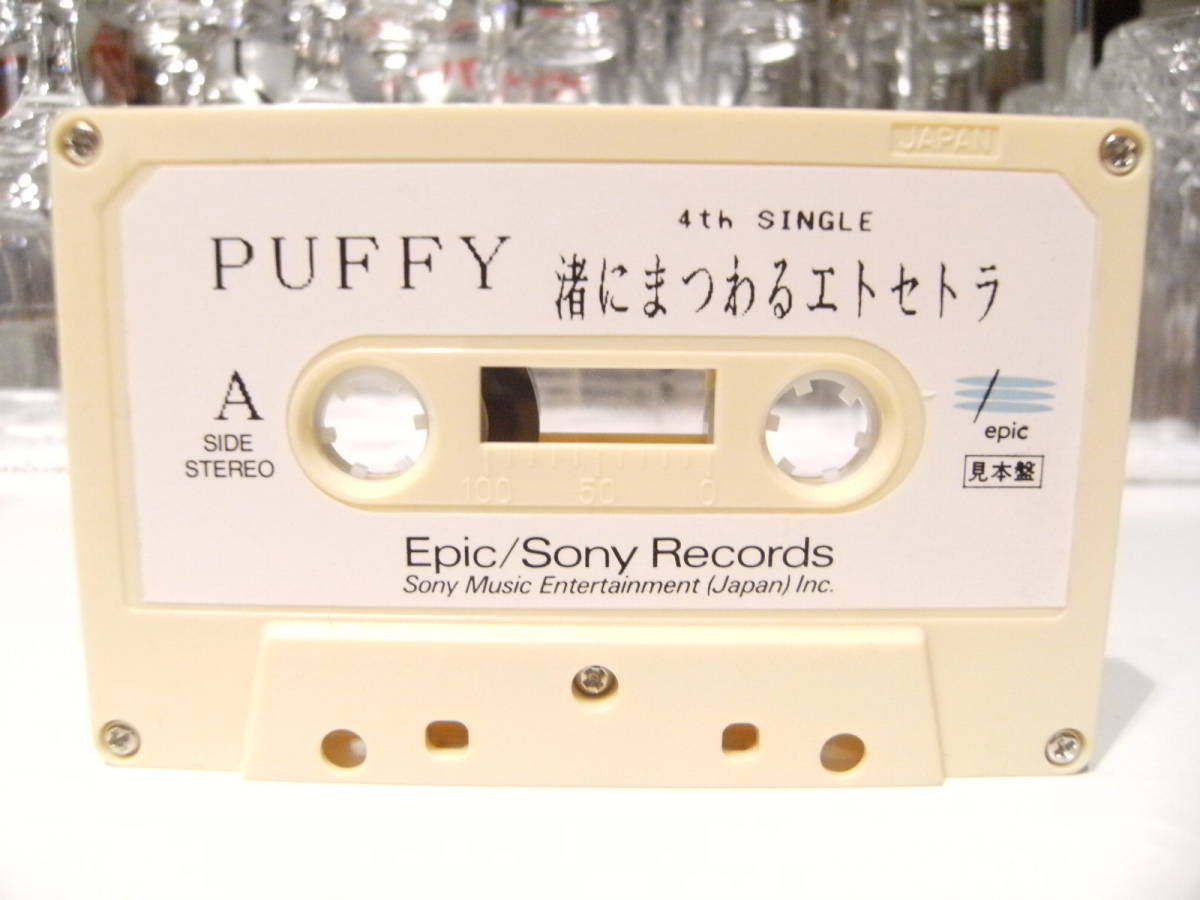 JAPAN
4th SINGLE
PUFFY 渚にまつわるエトセトラ
A
SIDE
STEREO
epic
見本盤
100 50 0
Epic/Sony Records
Sony Music Entertainment (Japan) Inc.